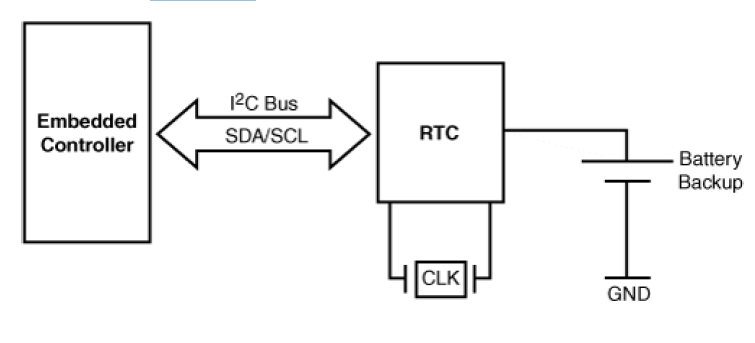 Embedded
Controller
I²C Bus
SDA/SCL
RTC
Battery
Backup
CLK
GND